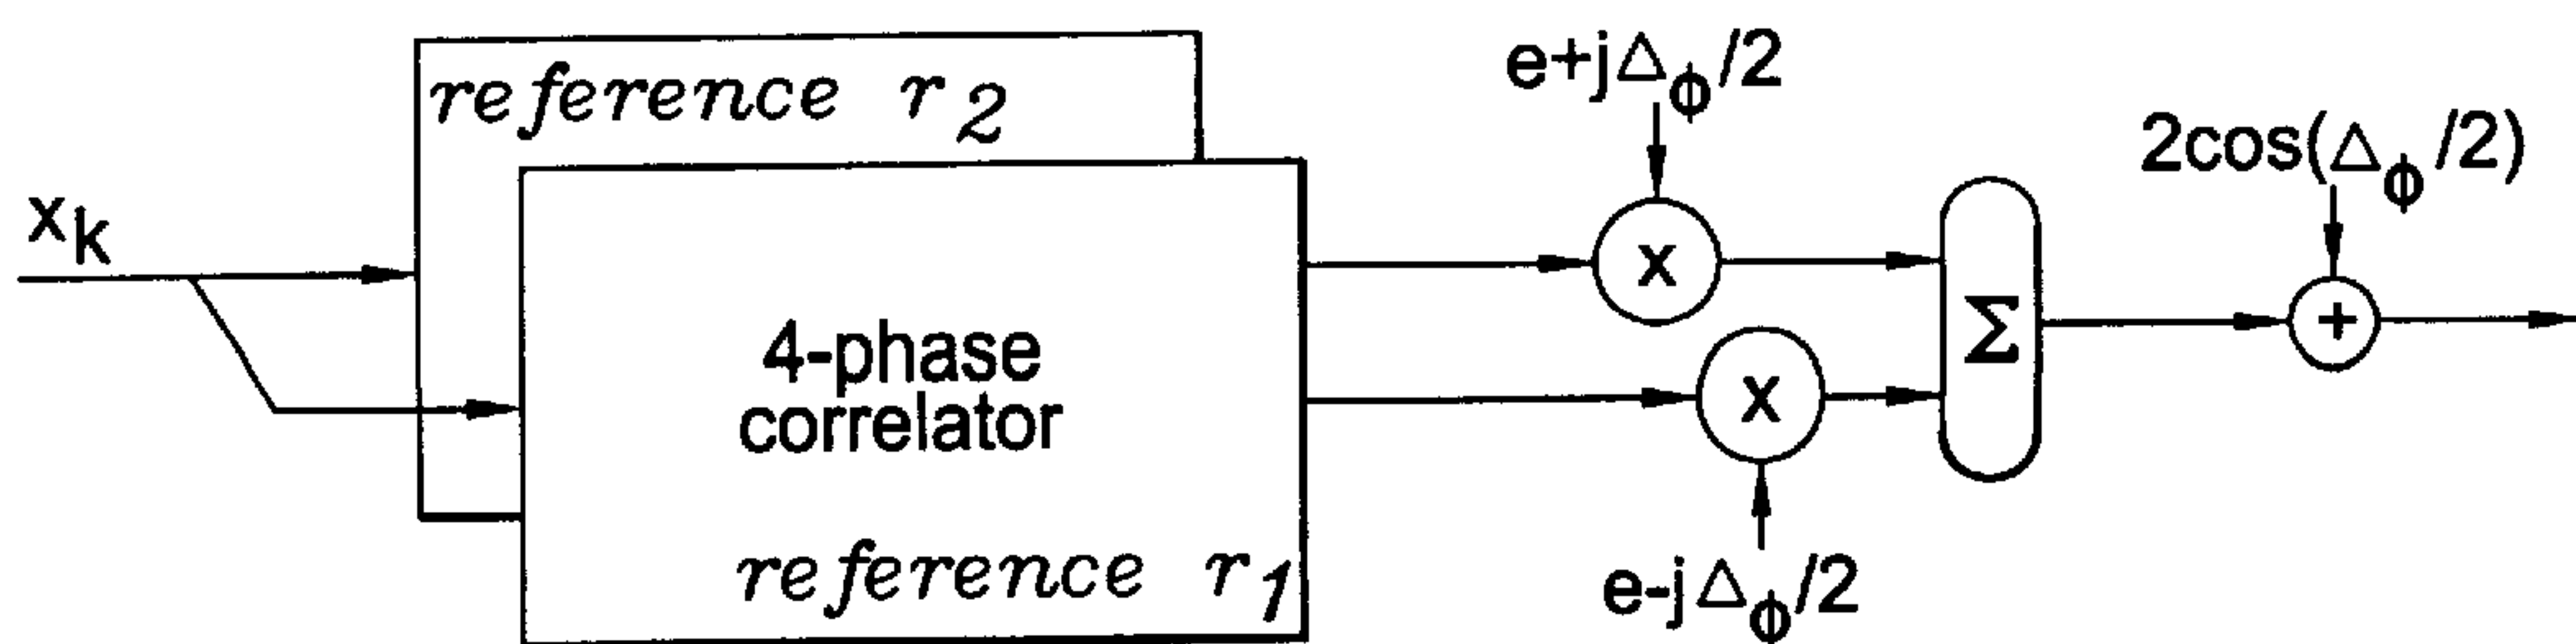 reference r2
e+jΔϕ/2
2cos(Δϕ/2)
xk
x
Σ
+
4-phase
correlator
x
reference r1
e-jΔϕ/2